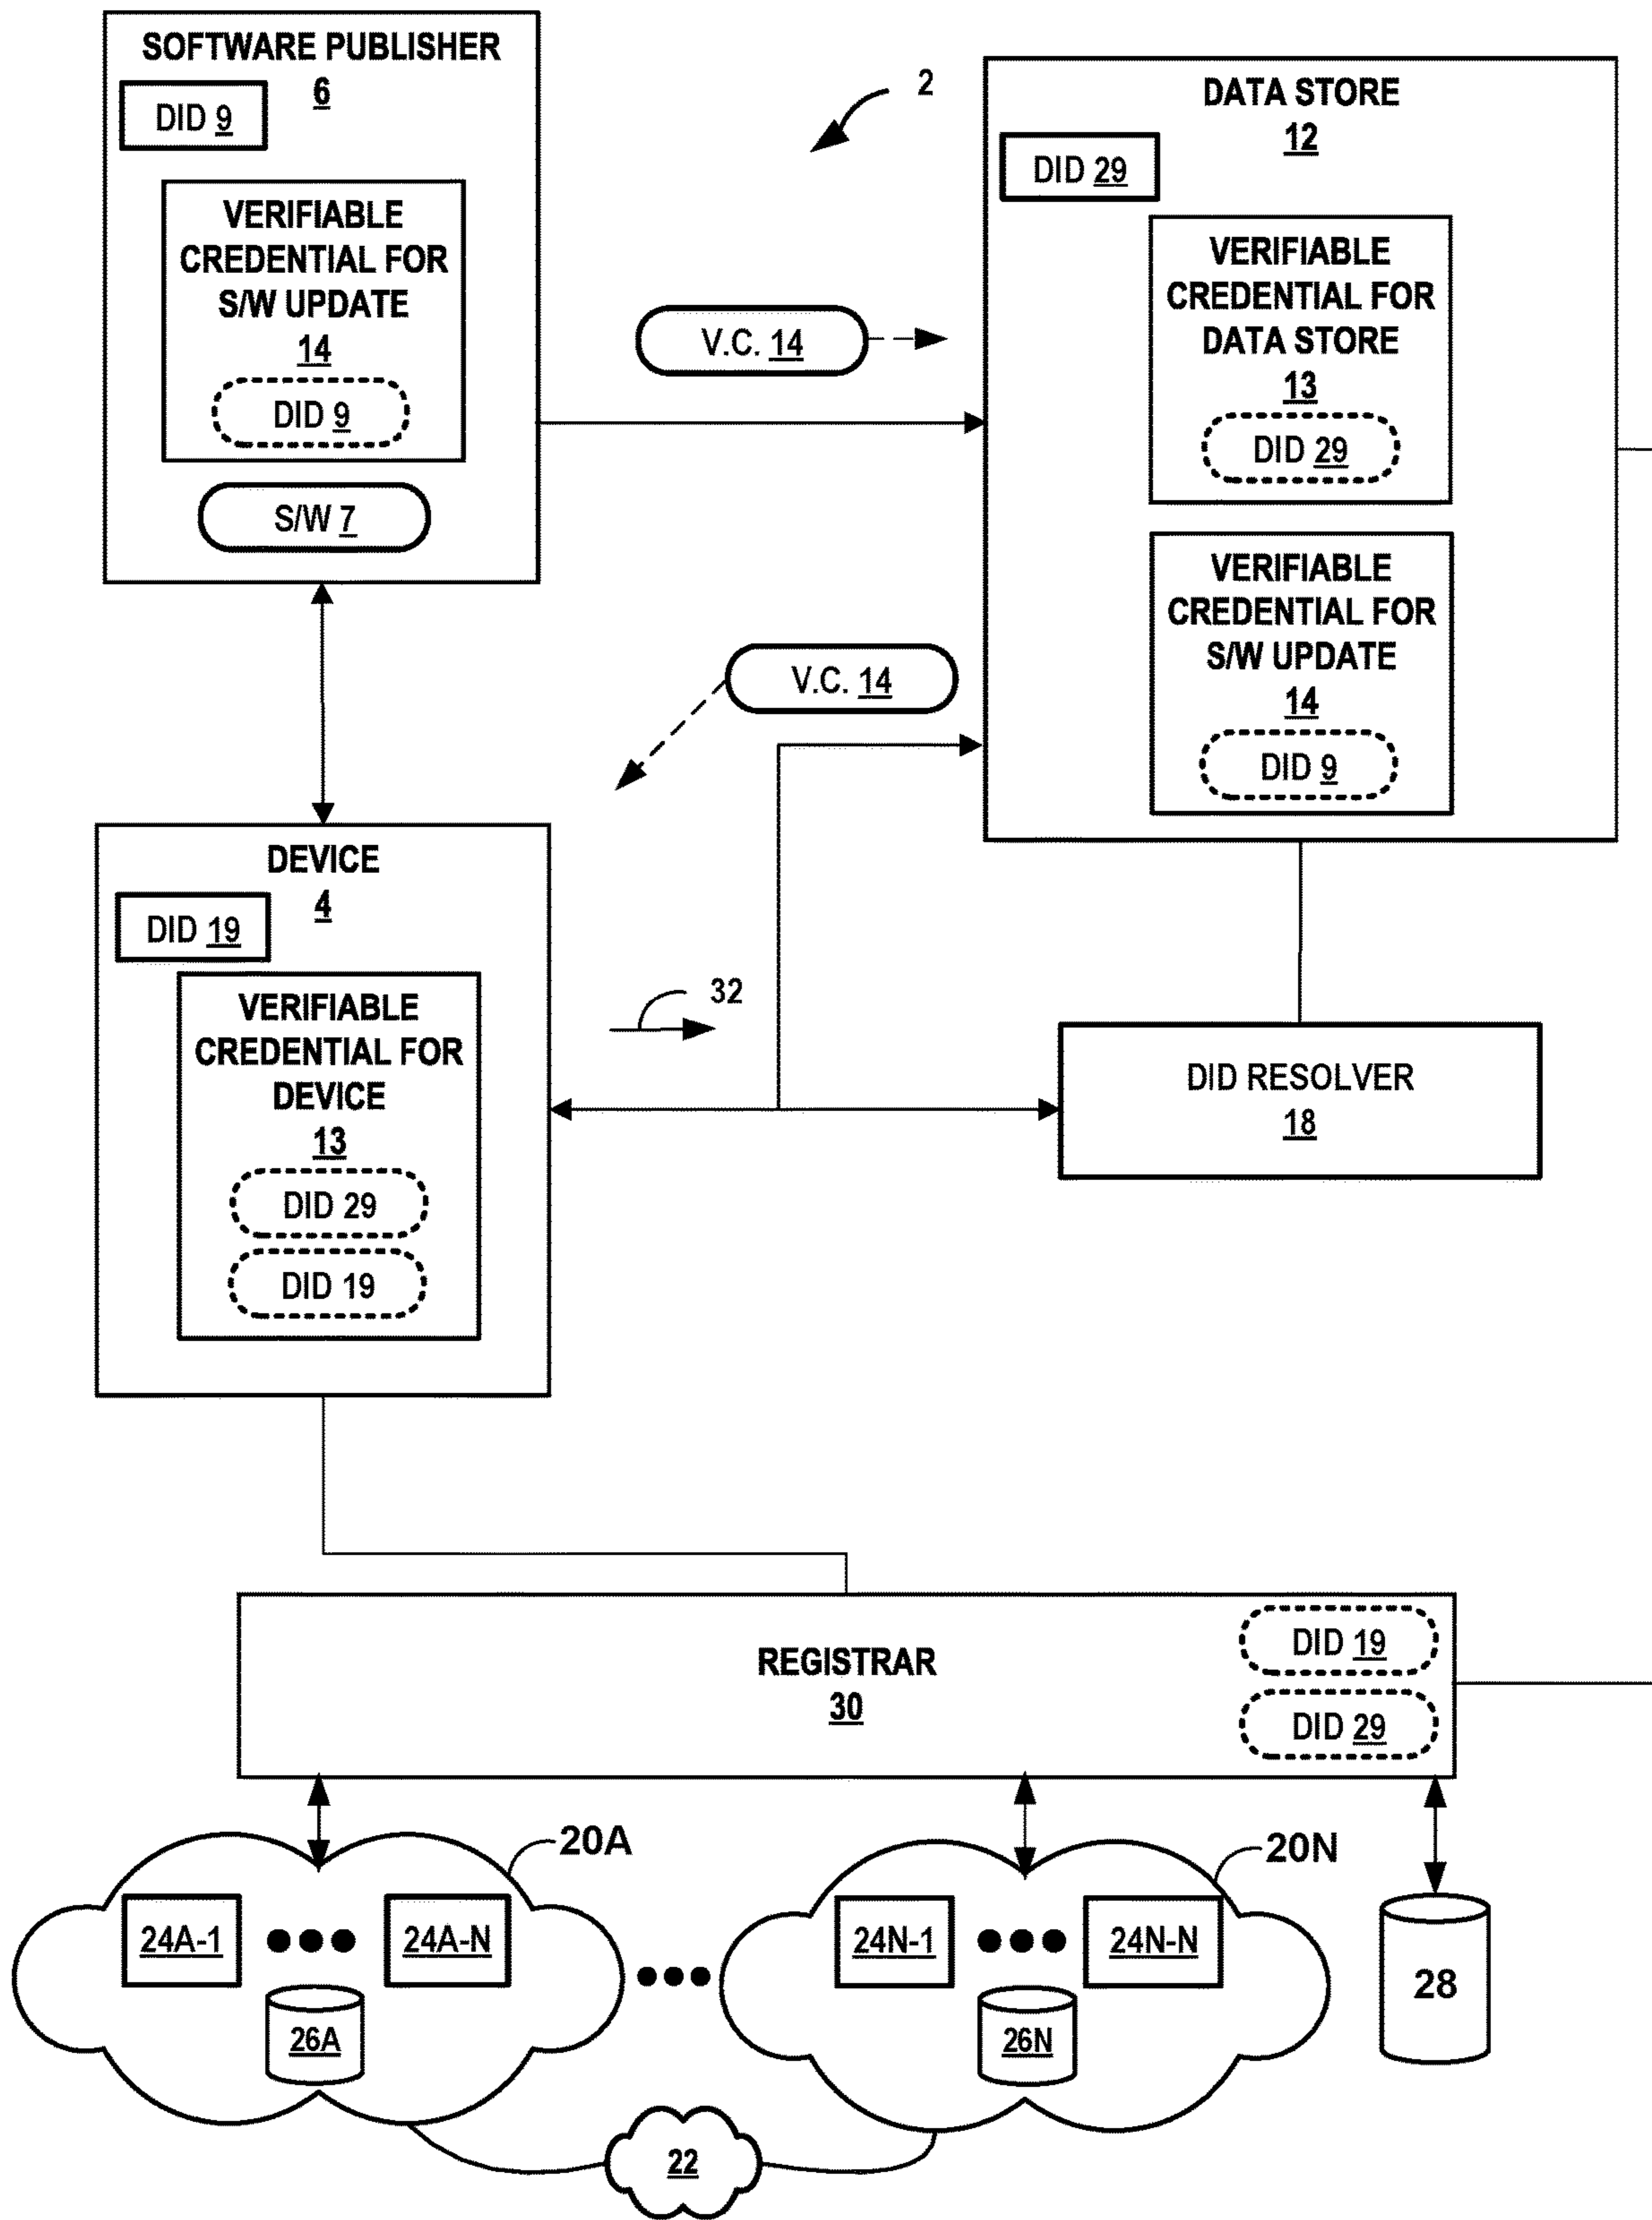 SOFTWARE PUBLISHER
6
DID 9
VERIFIABLE
CREDENTIAL FOR
S/W UPDATE
14
DID 9
S/W 7
2
DATA STORE
12
DID 29
VERIFIABLE
CREDENTIAL FOR
DATA STORE
13
DID 29
VERIFIABLE
CREDENTIAL FOR
S/W UPDATE
14
DID 9
V.C. 14
V.C. 14
DEVICE
4
DID 19
VERIFIABLE
CREDENTIAL FOR
DEVICE
13
DID 29
DID 19
32
DID RESOLVER
18
REGISTRAR
30
DID 19
DID 29
20A
24A-1
24A-N
26A
20N
24N-1
24N-N
26N
28
22